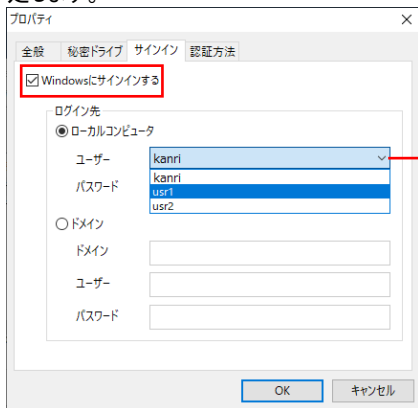 プロパティ
全般 秘密ドライブ サインイン 認証方法
Windowsにサインインする
ログイン先
ローカルコンピュータ
ユーザー kanri
kanri
パスワード usr1
usr2
ドメイン
ドメイン
ユーザー
パスワード
OK キャンセル